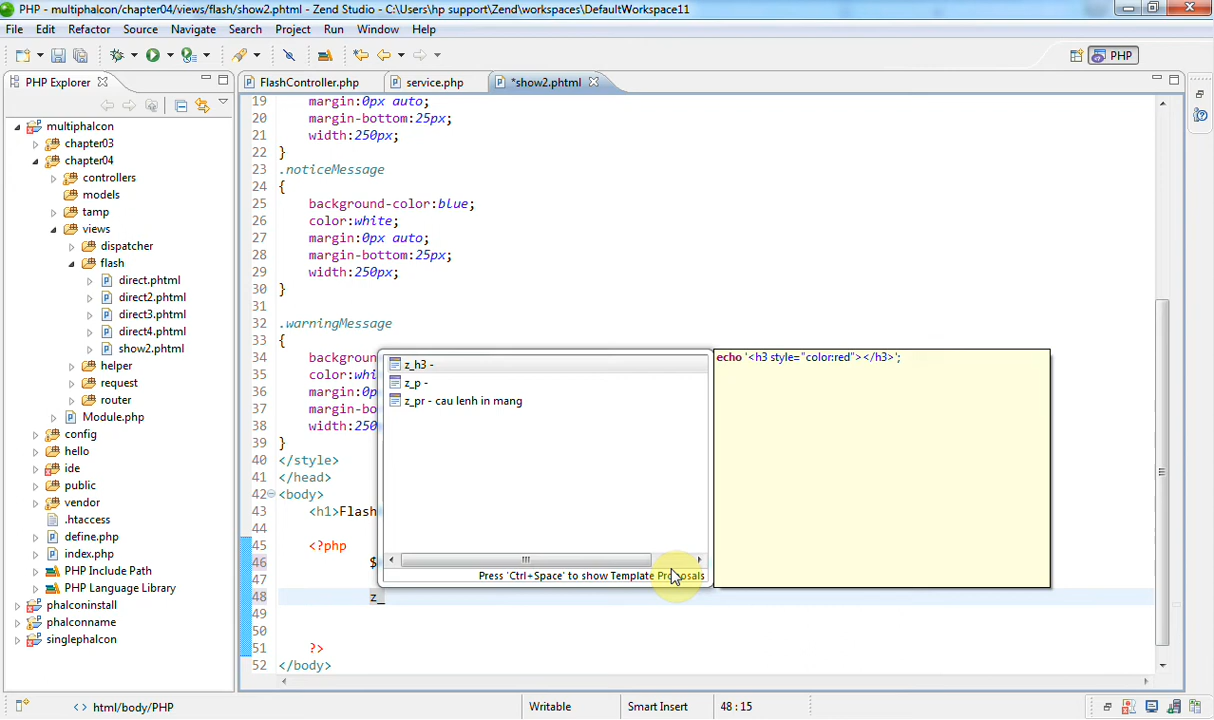 PHP - multiphalcon/chapter04/views/flash/show2.phtml - Zend Studio - C:\Users\hp support\Zend\workspaces\DefaultWorkspace11
File Edit Refactor Source Navigate Search Project Run Window Help
PHP
PHP Explorer
FlashController.php
service.php
*show2.phtml
multiphalcon
chapter03
chapter04
controllers
models
tamp
views
dispatcher
flash
direct.phtml
direct2.phtml
direct3.phtml
direct4.phtml
show2.phtml
helper
request
router
Module.php
config
hello
ide
public
vendor
.htaccess
define.php
index.php
PHP Include Path
PHP Language Library
phalconinstall
phalconname
singlephalcon
19 margin:0px auto;
20 margin-bottom:25px;
21 width:250px;
22 }
23 .noticeMessage
24 {
25 background-color:blue;
26 color:white;
27 margin:0px auto;
28 margin-bottom:25px;
29 width:250px;
30 }
31
32 .warningMessage
33 {
34 backgroun
35 color:whi
36 margin:0p
37 margin-bo
38 width:250
39 }
40 </style>
41 </head>
42 <body>
43 <h1>Flash
44
45 <?php
46 $
47
48 z_
49
50
51 ?>
52 </body>
z_h3 -
z_p -
z_pr - cau lenh in mang
Press 'Ctrl+Space' to show Template Proposals
echo '<h3 style="color:red"></h3>';
<> html/body/PHP
Writable
Smart Insert
48 : 15